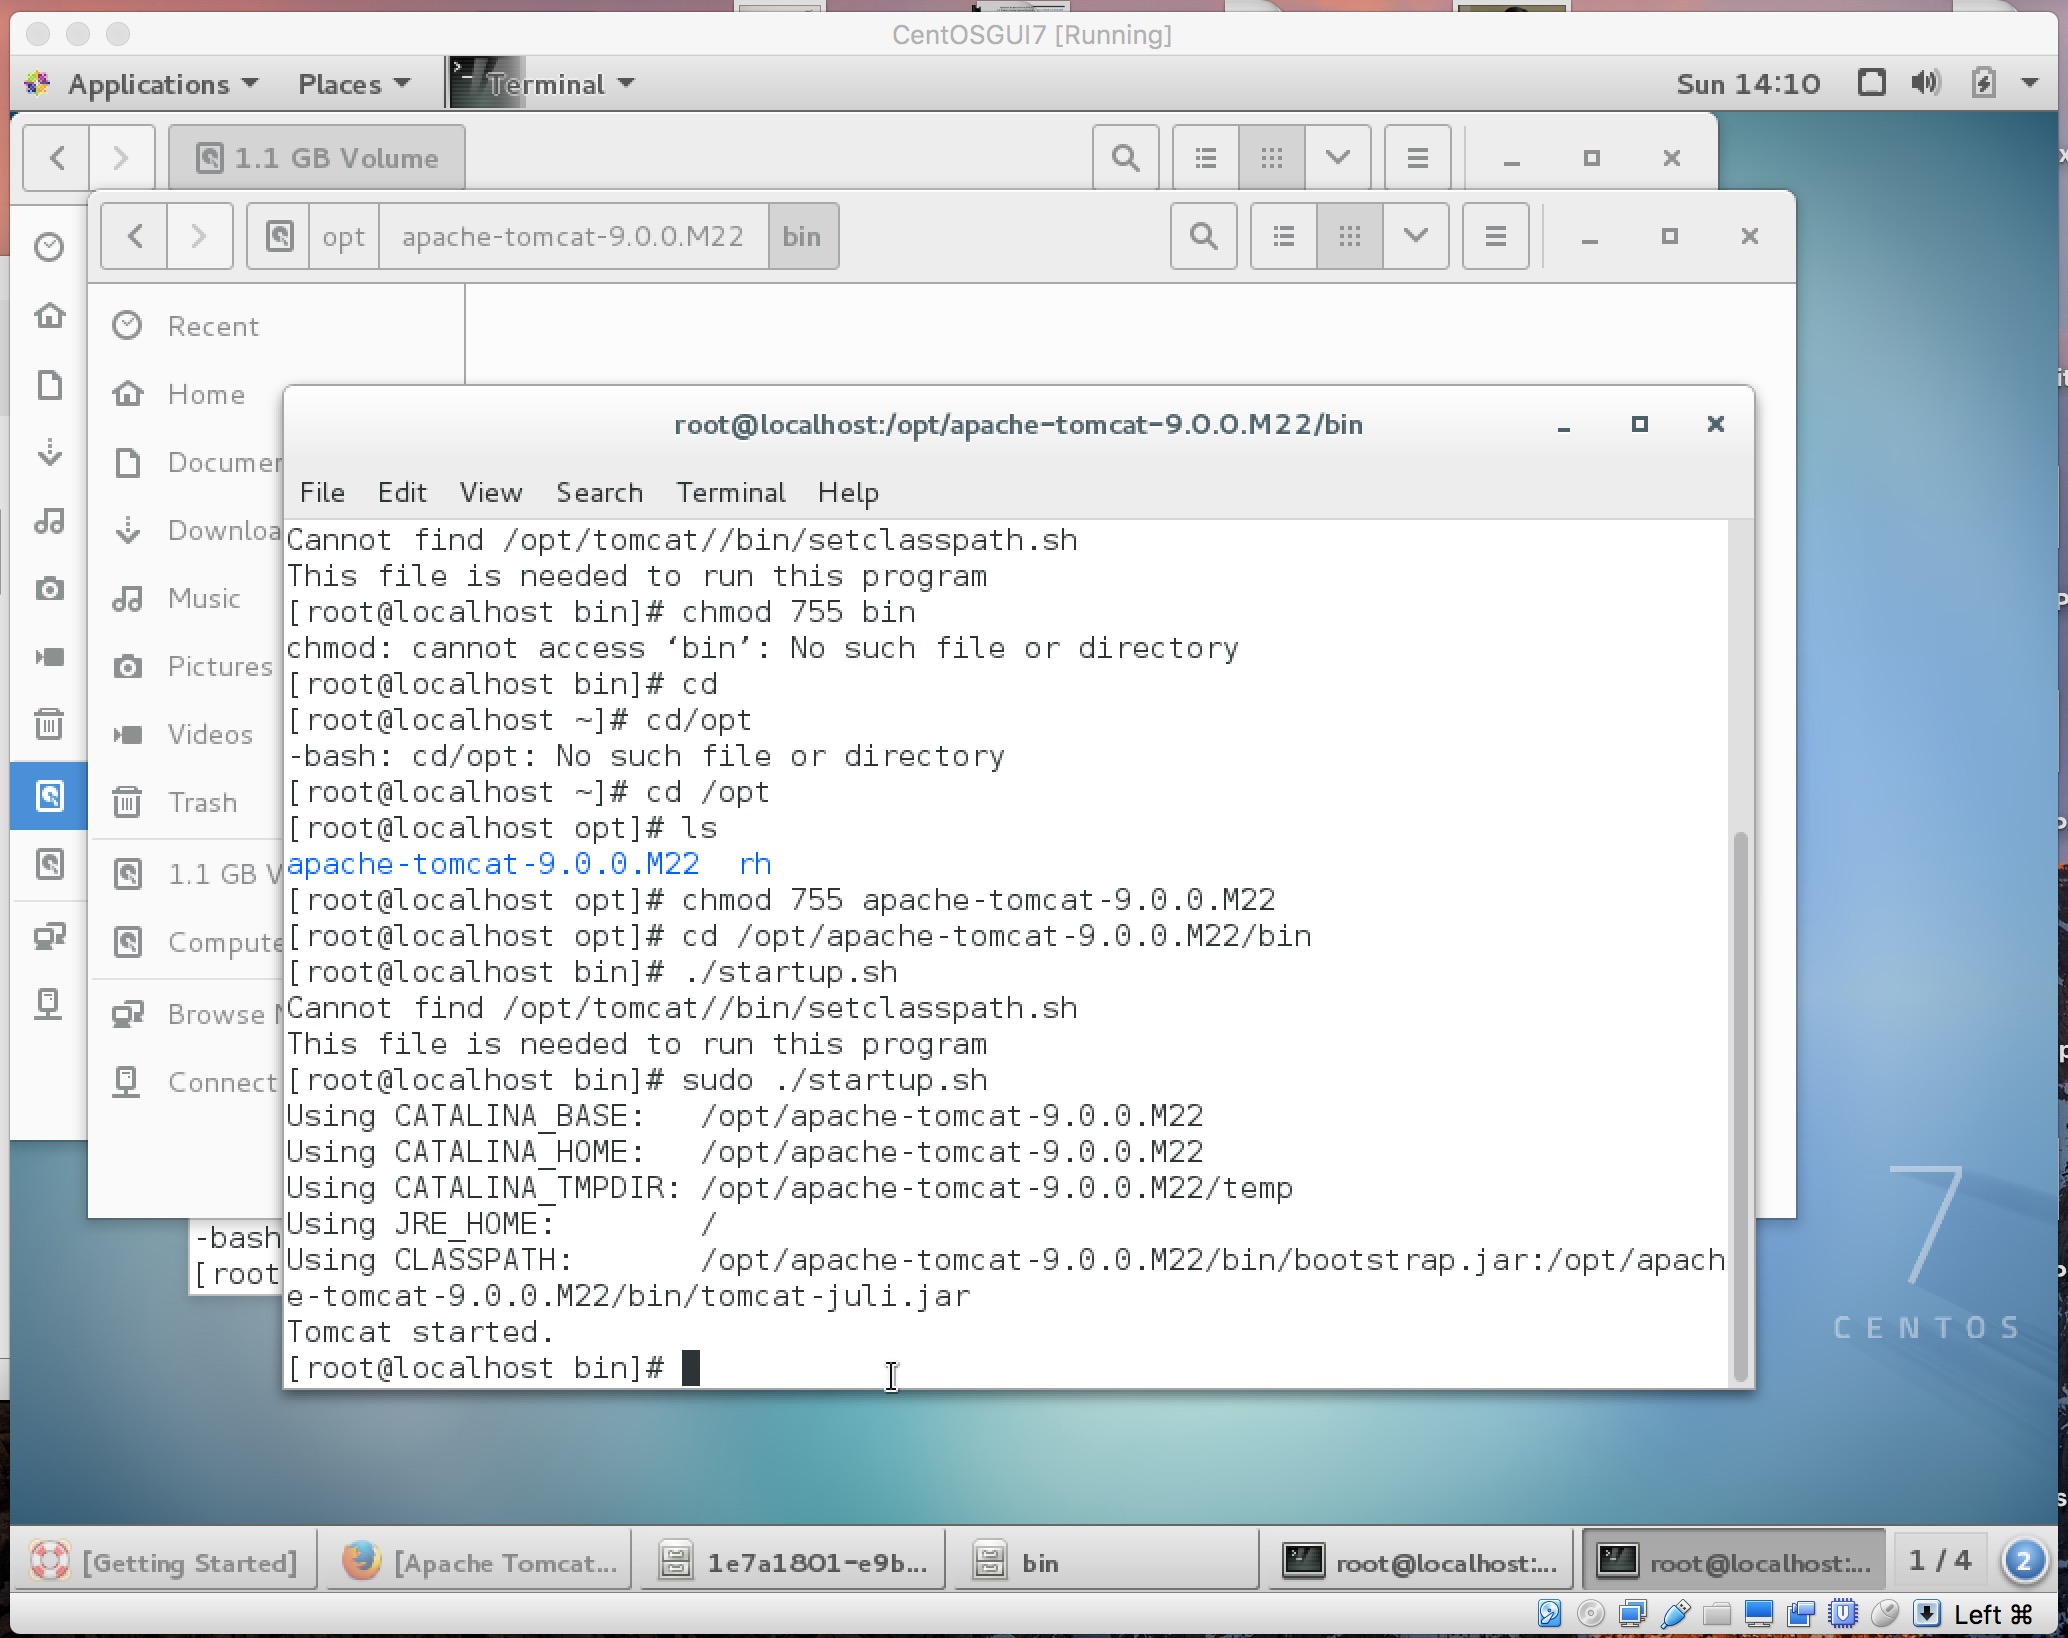 CentOSGUI7 [Running]
Applications Places Terminal Sun 14:10
1.1 GB Volume
opt apache-tomcat-9.0.0.M22 bin
Recent
Home
Documen
Downloa
Music
Pictures
Videos
Trash
1.1 GB V
Compute
Browse N
Connect
root@localhost:/opt/apache-tomcat-9.0.0.M22/bin
File Edit View Search Terminal Help
Cannot find /opt/tomcat//bin/setclasspath.sh
This file is needed to run this program
[root@localhost bin]# chmod 755 bin
chmod: cannot access ‘bin’: No such file or directory
[root@localhost bin]# cd
[root@localhost ~]# cd/opt
-bash: cd/opt: No such file or directory
[root@localhost ~]# cd /opt
[root@localhost opt]# ls
apache-tomcat-9.0.0.M22  rh
[root@localhost opt]# chmod 755 apache-tomcat-9.0.0.M22
[root@localhost opt]# cd /opt/apache-tomcat-9.0.0.M22/bin
[root@localhost bin]# ./startup.sh
Cannot find /opt/tomcat//bin/setclasspath.sh
This file is needed to run this program
[root@localhost bin]# sudo ./startup.sh
Using CATALINA_BASE:   /opt/apache-tomcat-9.0.0.M22
Using CATALINA_HOME:   /opt/apache-tomcat-9.0.0.M22
Using CATALINA_TMPDIR: /opt/apache-tomcat-9.0.0.M22/temp
Using JRE_HOME:        /
Using CLASSPATH:       /opt/apache-tomcat-9.0.0.M22/bin/bootstrap.jar:/opt/apach
e-tomcat-9.0.0.M22/bin/tomcat-juli.jar
Tomcat started.
[root@localhost bin]#
-bash
[root
7
CENTOS
[Getting Started] [Apache Tomcat... 1e7a1801-e9b... bin root@localhost:... root@localhost:... 1 / 4 2
Left ⌘